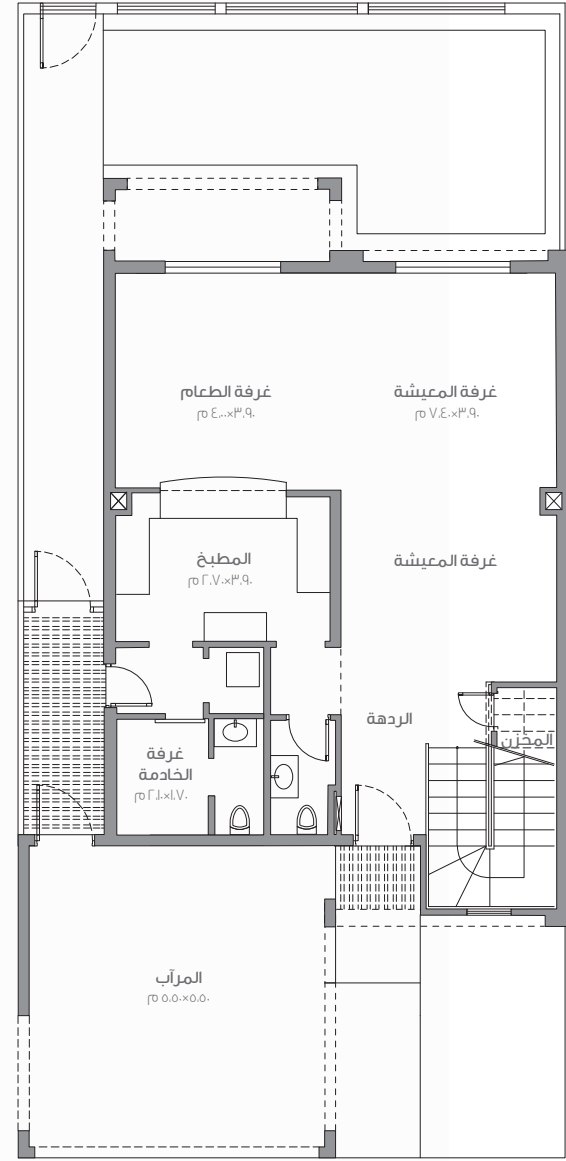 غرفة المعيشة
٣.٩٠×٧.٤٠ م
غرفة الطعام
٣.٩٠×٤.٠٠ م
المطبخ
٣.٩٠×٢.٧٠ م
غرفة المعيشة
الردهة
المخزن
غرفة
الخادمة
١.٧٠×٢.١٠ م
المرآب
٥.٥٠×٥.٥٠ م